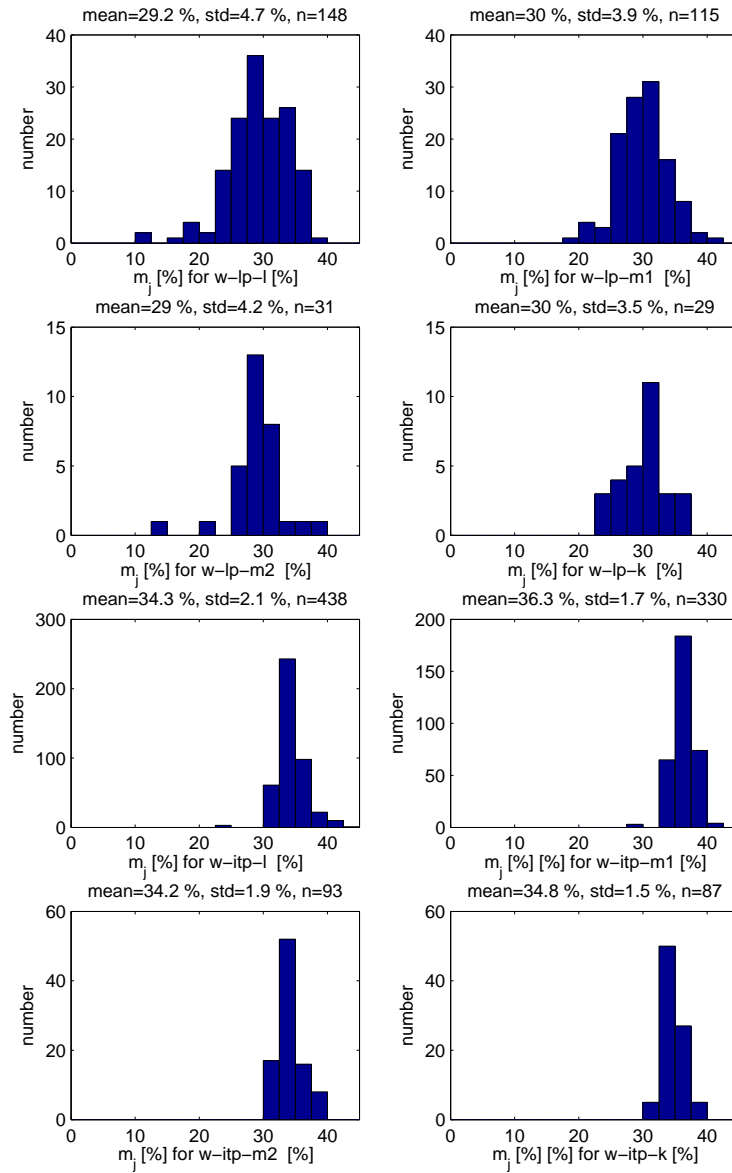 mean=29.2 %, std=4.7 %, n=148
40
30
20
10
0
number
0 10 20 30 40
m_j [%] for w−lp−l [%]
mean=30 %, std=3.9 %, n=115
40
30
20
10
0
number
0 10 20 30 40
m_j [%] for w−lp−m1 [%]
mean=29 %, std=4.2 %, n=31
15
10
5
0
number
0 10 20 30 40
m_j [%] for w−lp−m2 [%]
mean=30 %, std=3.5 %, n=29
15
10
5
0
number
0 10 20 30 40
m_j [%] for w−lp−k [%]
mean=34.3 %, std=2.1 %, n=438
300
200
100
0
number
0 10 20 30 40
m_j [%] for w−itp−l [%]
mean=36.3 %, std=1.7 %, n=330
200
150
100
50
0
number
0 10 20 30 40
m_j [%] [%] for w−itp−m1 [%]
mean=34.2 %, std=1.9 %, n=93
60
40
20
0
number
0 10 20 30 40
m_j [%] for w−itp−m2 [%]
mean=34.8 %, std=1.5 %, n=87
60
40
20
0
number
0 10 20 30 40
m_j [%] [%] for w−itp−k [%]